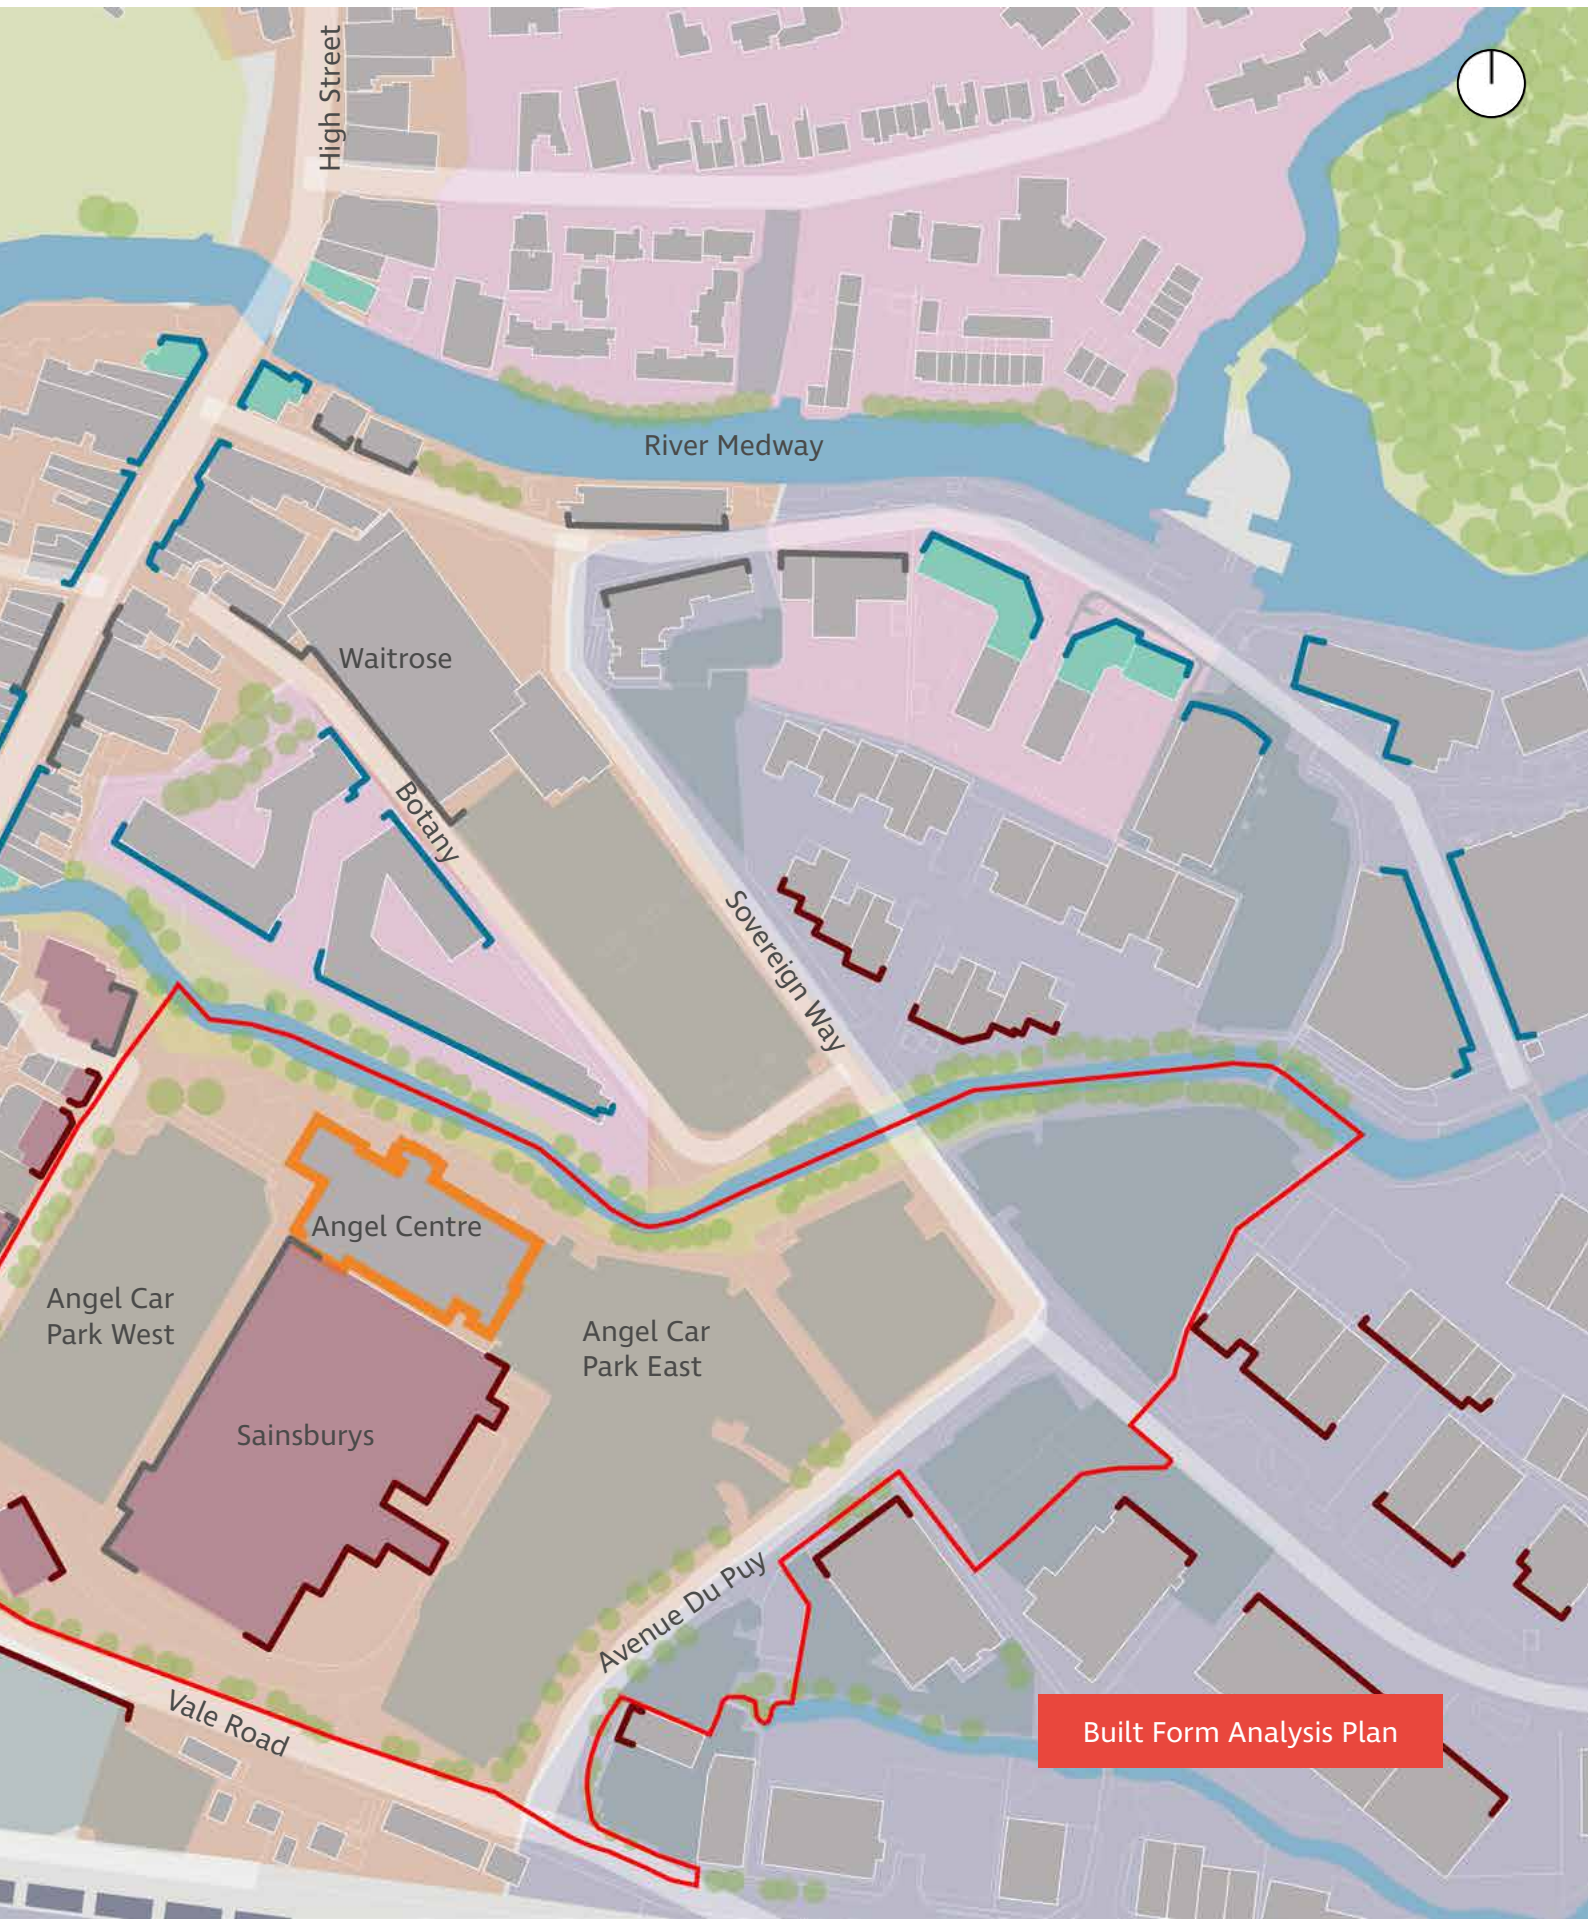 High Street
River Medway
Waitrose
Botany
Sovereign Way
Angel Centre
Angel Car
Park West
Angel Car
Park East
Sainsburys
Avenue Du Puy
Vale Road
Built Form Analysis Plan